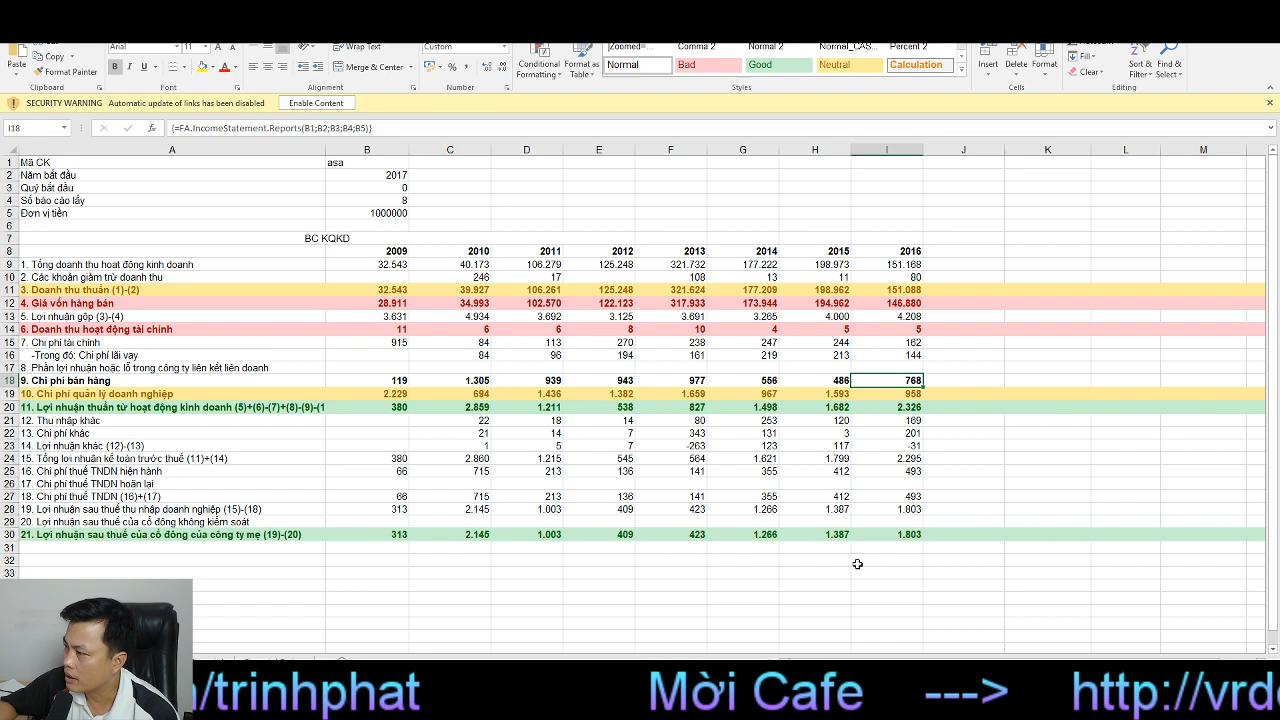 Copy
Format Painter
Paste
Arial
11
B I U
Font
Wrap Text
Merge & Center
Alignment
Custom
%
Number
Conditional Formatting
Format as Table
Zoomed=...
Comma 2
Normal 2
Normal_CAS...
Percent 2
Normal
Bad
Good
Neutral
Calculation
Styles
Insert
Delete
Format
Cells
Fill
Clear
Sort & Filter
Find & Select
Editing
SECURITY WARNING Automatic update of links has been disabled Enable Content
I18 fx {=FA.IncomeStatement.Reports(B1;B2;B3;B4;B5)}
A B C D E F G H I J K L M
1 Mã CK asa
2 Năm bắt đầu 2017
3 Quý bắt đầu 0
4 Số báo cáo lấy 8
5 Đơn vị tiền 1000000
6
7 BC KQKD
8 2009 2010 2011 2012 2013 2014 2015 2016
9 1. Tổng doanh thu hoạt động kinh doanh 32.543 40.173 106.279 125.248 321.732 177.222 198.973 151.168
10 2. Các khoản giảm trừ doanh thu 246 17 108 13 11 80
11 3. Doanh thu thuần (1)-(2) 32.543 39.927 106.261 125.248 321.624 177.209 198.962 151.088
12 4. Giá vốn hàng bán 28.911 34.993 102.570 122.123 317.933 173.944 194.962 146.880
13 5. Lợi nhuận gộp (3)-(4) 3.631 4.934 3.692 3.125 3.691 3.265 4.000 4.208
14 6. Doanh thu hoạt động tài chính 11 6 6 8 10 4 5 5
15 7. Chi phí tài chính 915 84 113 270 238 247 244 162
16 -Trong đó: Chi phí lãi vay 84 96 194 161 219 213 144
17 8. Phần lợi nhuận hoặc lỗ trong công ty liên kết liên doanh
18 9. Chi phí bán hàng 119 1.305 939 943 977 556 486 768
19 10. Chi phí quản lý doanh nghiệp 2.229 694 1.436 1.382 1.659 967 1.593 958
20 11. Lợi nhuận thuần từ hoạt động kinh doanh (5)+(6)-(7)+(8)-(9)-(1 380 2.859 1.211 538 827 1.498 1.682 2.326
21 12. Thu nhập khác 22 18 14 80 253 120 169
22 13. Chi phí khác 21 14 7 343 131 3 201
23 14. Lợi nhuận khác (12)-(13) 1 5 7 -263 123 117 -31
24 15. Tổng lợi nhuận kế toán trước thuế (11)+(14) 380 2.860 1.215 545 564 1.621 1.799 2.295
25 16. Chi phí thuế TNDN hiện hành 66 715 213 136 141 355 412 493
26 17. Chi phí thuế TNDN hoãn lại
27 18. Chi phí thuế TNDN (16)+(17) 66 715 213 136 141 355 412 493
28 19. Lợi nhuận sau thuế thu nhập doanh nghiệp (15)-(18) 313 2.145 1.003 409 423 1.266 1.387 1.803
29 20. Lợi nhuận sau thuế của cổ đông không kiểm soát
30 21. Lợi nhuận sau thuế của cổ đông của công ty mẹ (19)-(20) 313 2.145 1.003 409 423 1.266 1.387 1.803
31
32
33
n/trinhphat Mời Cafe ---> http://vrdc